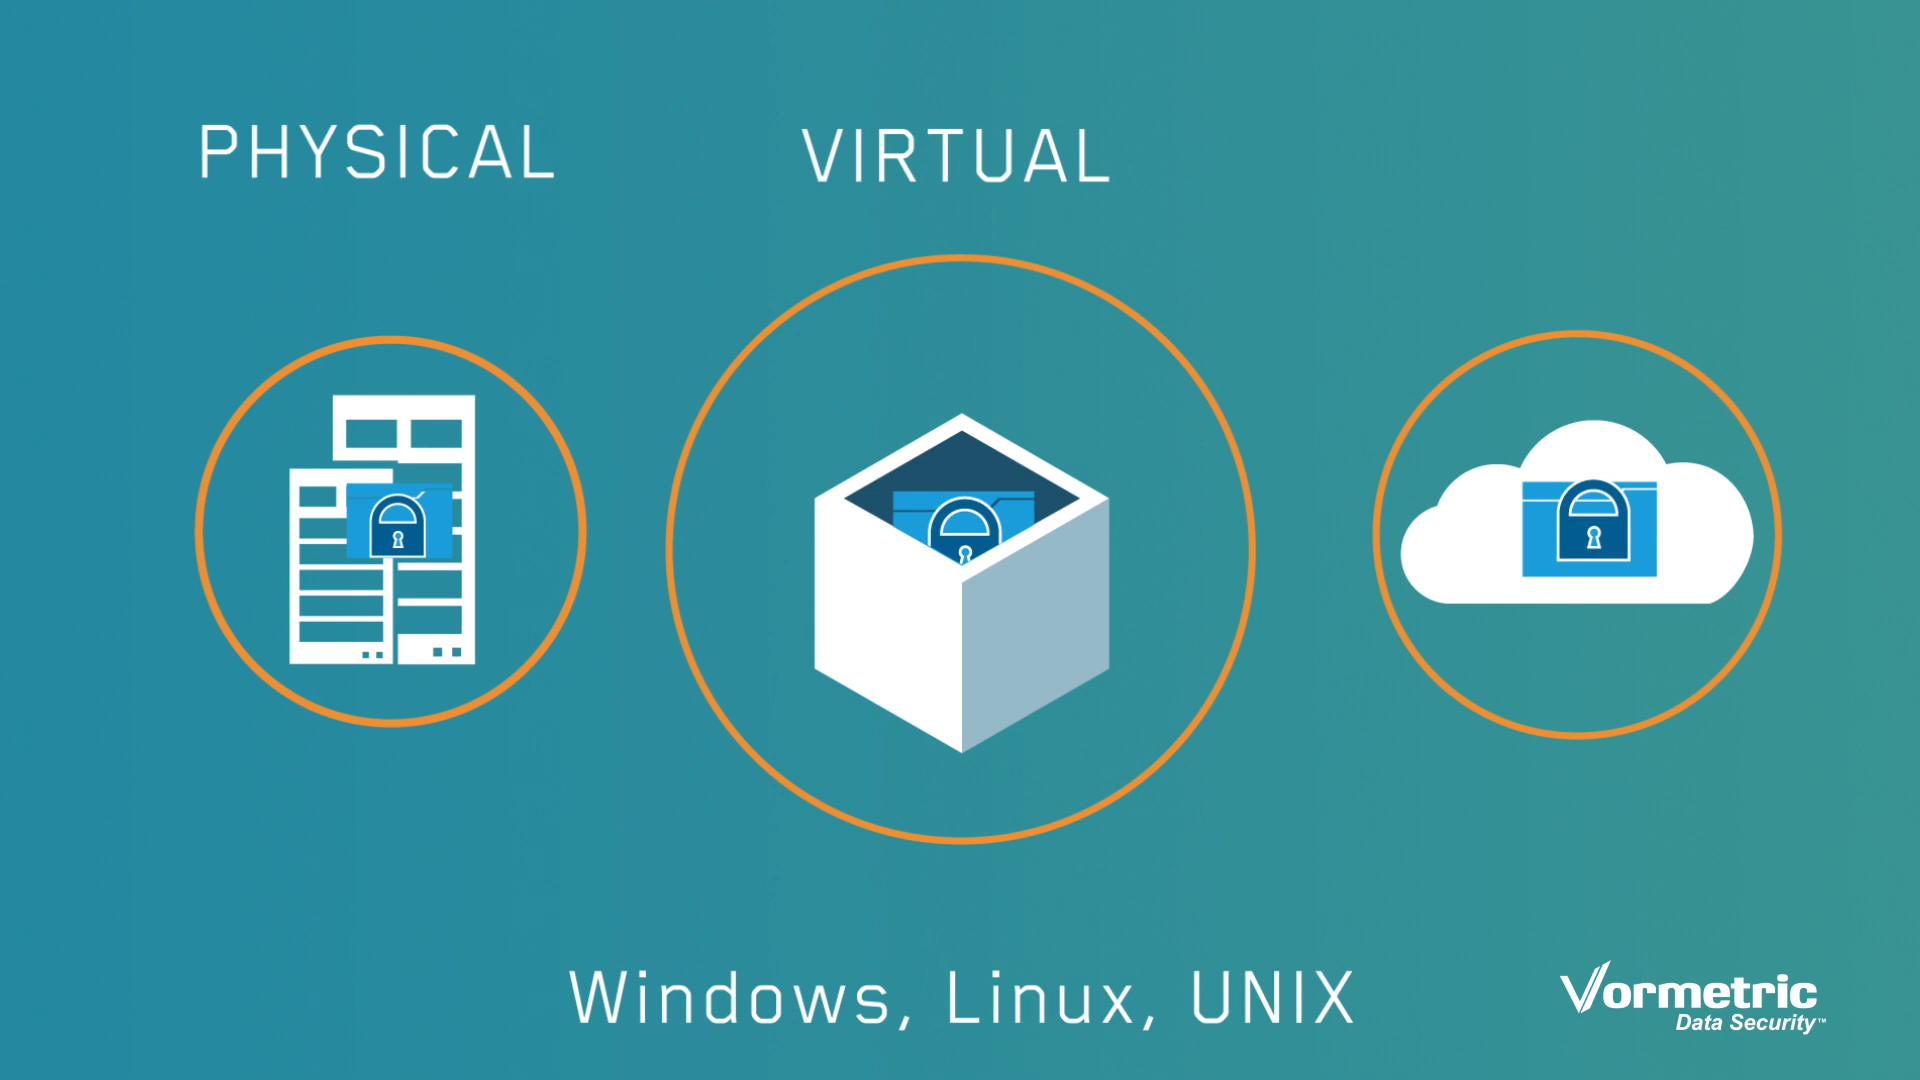 PHYSICAL
VIRTUAL
Windows, Linux, UNIX
Vormetric
Data Security™